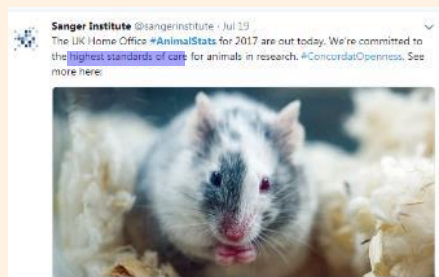 Sanger Institute @sangerinstitute · Jul 19
The UK Home Office #AnimalStats for 2017 are out today. We're committed to
the highest standards of care for animals in research. #ConcordatOpenness. See
more here: